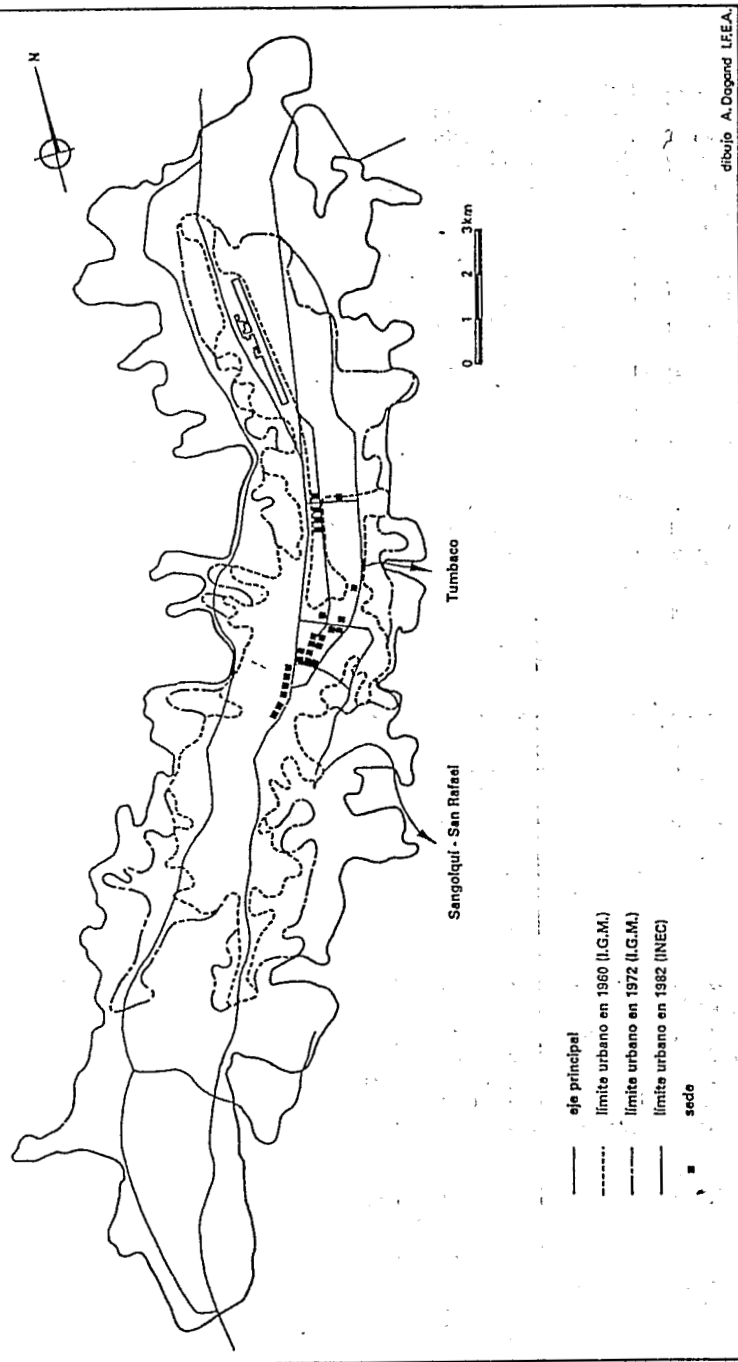 N
0 1 2 3km
Tumbaco
Sangolquí - San Rafael
eje principal
límite urbano en 1960 (I.G.M.)
límite urbano en 1972 (I.G.M.)
límite urbano en 1982 (INEC)
sede
dibujo A.Dagand I.F.E.A.